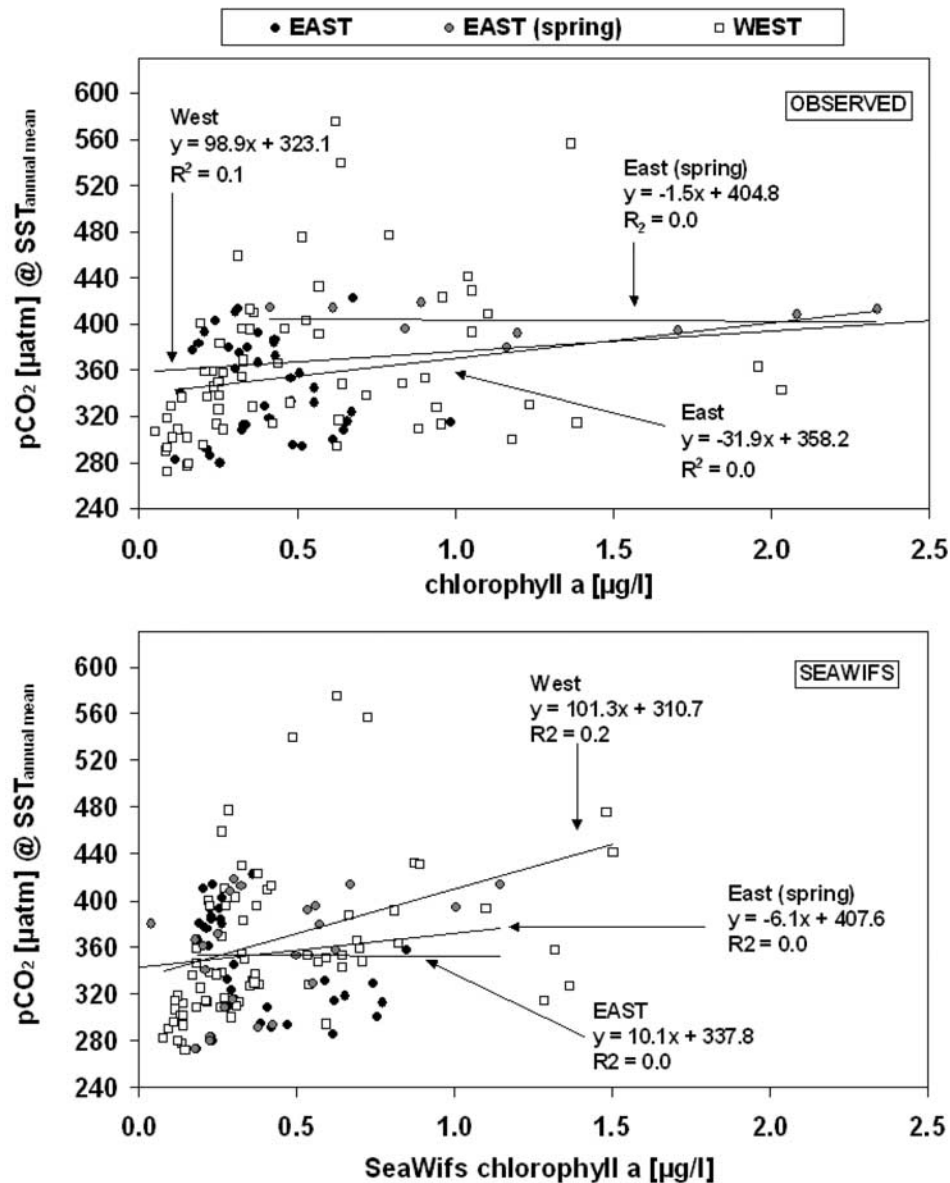 EAST EAST (spring) WEST
OBSERVED
600
560
520
480
440
400
360
320
280
240
pCO₂ [µatm] @ SSTannual mean
West
y = 98.9x + 323.1
R² = 0.1
East (spring)
y = -1.5x + 404.8
R₂ = 0.0
East
y = -31.9x + 358.2
R² = 0.0
0.0 0.5 1.0 1.5 2.0 2.5
chlorophyll a [µg/l]
SEAWIFS
600
560
520
480
440
400
360
320
280
240
pCO₂ [µatm] @ SSTannual mean
West
y = 101.3x + 310.7
R2 = 0.2
East (spring)
y = -6.1x + 407.6
R2 = 0.0
EAST
y = 10.1x + 337.8
R2 = 0.0
0.0 0.5 1.0 1.5 2.0 2.5
SeaWifs chlorophyll a [µg/l]